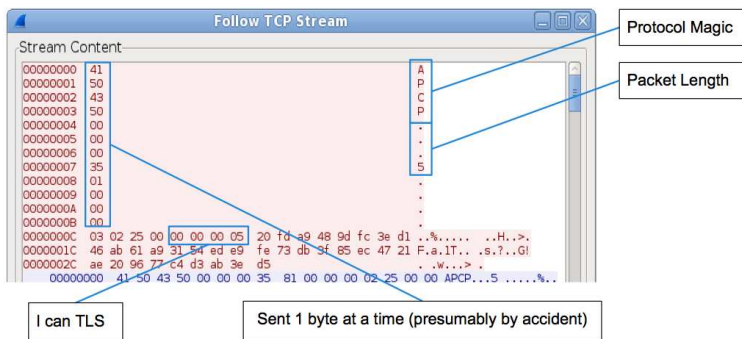 Follow TCP Stream
Stream Content
Protocol Magic
Packet Length
00000000 41 A
00000001 50 P
00000002 43 C
00000003 50 P
00000004 00 .
00000005 00 .
00000006 00 .
00000007 35 5
00000008 01 .
00000009 00 .
0000000A 00 .
0000000B 00 .
0000000C 03 02 25 00 00 00 00 05 20 fd a9 48 9d fc 3e d1 ..%..... ..H..>.
0000001C 46 ab 61 a9 31 54 ed e9 fe 73 db 3f 85 ec 47 21 F.a.1T.. .s.?..G!
0000002C ae 20 96 77 c4 d3 ab 3e d5 . .w...> .
00000000 41 50 43 50 00 00 00 35 81 00 00 00 02 25 00 00 APCP...5 .....%..
I can TLS
Sent 1 byte at a time (presumably by accident)